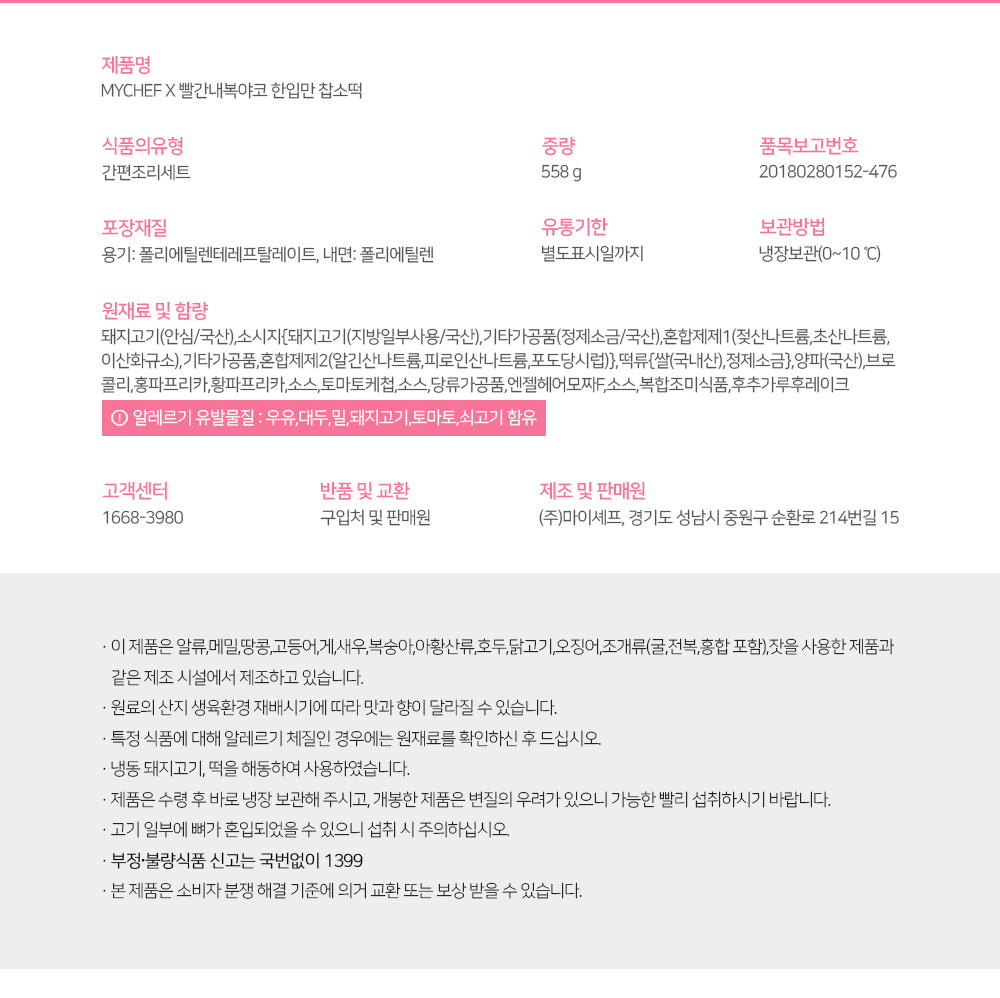 제품명
MYCHEF X 빨간내복야코 한입만 찹소떡
식품의유형
간편조리세트
중량
558 g
품목보고번호
20180280152-476
포장재질
용기: 폴리에틸렌테레프탈레이트, 내면: 폴리에틸렌
유통기한
별도표시일까지
보관방법
냉장보관(0~10 ℃)
원재료 및 함량
돼지고기(안심/국산),소시지{돼지고기(지방일부사용/국산),기타가공품(정제소금/국산),혼합제제1(젖산나트륨,초산나트륨,
이산화규소),기타가공품,혼합제제2(알긴산나트륨,피로인산나트륨,포도당시럽)},떡류{쌀(국내산),정제소금},양파(국산),브로
콜리,홍파프리카,황파프리카,소스,토마토케첩,소스,당류가공품,엔젤헤어모짜F,소스,복합조미식품,후추가루후레이크
알레르기 유발물질 : 우유,대두,밀,돼지고기,토마토,쇠고기 함유
고객센터
1668-3980
반품 및 교환
구입처 및 판매원
제조 및 판매원
(주)마이셰프, 경기도 성남시 중원구 순환로 214번길 15
· 이 제품은 알류,메밀,땅콩,고등어,게,새우,복숭아,아황산류,호두,닭고기,오징어,조개류(굴,전복,홍합 포함),잣을 사용한 제품과
같은 제조 시설에서 제조하고 있습니다.
· 원료의 산지 생육환경 재배시기에 따라 맛과 향이 달라질 수 있습니다.
· 특정 식품에 대해 알레르기 체질인 경우에는 원재료를 확인하신 후 드십시오.
· 냉동 돼지고기, 떡을 해동하여 사용하였습니다.
· 제품은 수령 후 바로 냉장 보관해 주시고, 개봉한 제품은 변질의 우려가 있으니 가능한 빨리 섭취하시기 바랍니다.
· 고기 일부에 뼈가 혼입되었을 수 있으니 섭취 시 주의하십시오.
· 부정·불량식품 신고는 국번없이 1399
· 본 제품은 소비자 분쟁 해결 기준에 의거 교환 또는 보상 받을 수 있습니다.